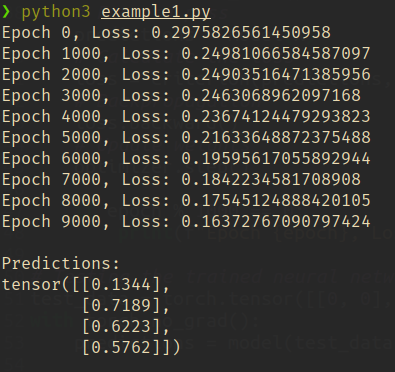 ❯ python3 example1.py
Epoch 0, Loss: 0.2975826561450958
Epoch 1000, Loss: 0.24981066584587097
Epoch 2000, Loss: 0.24903516471385956
Epoch 3000, Loss: 0.2463068962097168
Epoch 4000, Loss: 0.23674124479293823
Epoch 5000, Loss: 0.21633648872375488
Epoch 6000, Loss: 0.19595617055892944
Epoch 7000, Loss: 0.1842234581708908
Epoch 8000, Loss: 0.17545124888420105
Epoch 9000, Loss: 0.16372767090797424

Predictions:
tensor([[0.1344],
        [0.7189],
        [0.6223],
        [0.5762]])